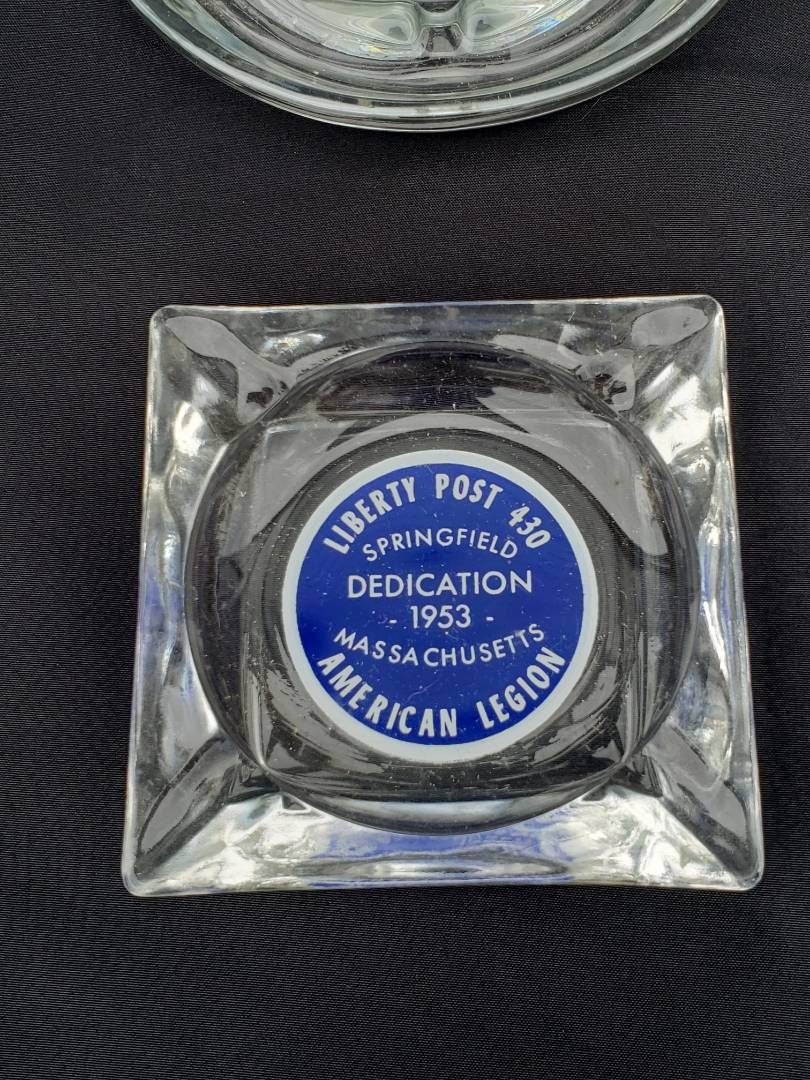 LIBERTY POST 430
SPRINGFIELD
DEDICATION
- 1953 -
MASSACHUSETTS
AMERICAN LEGION